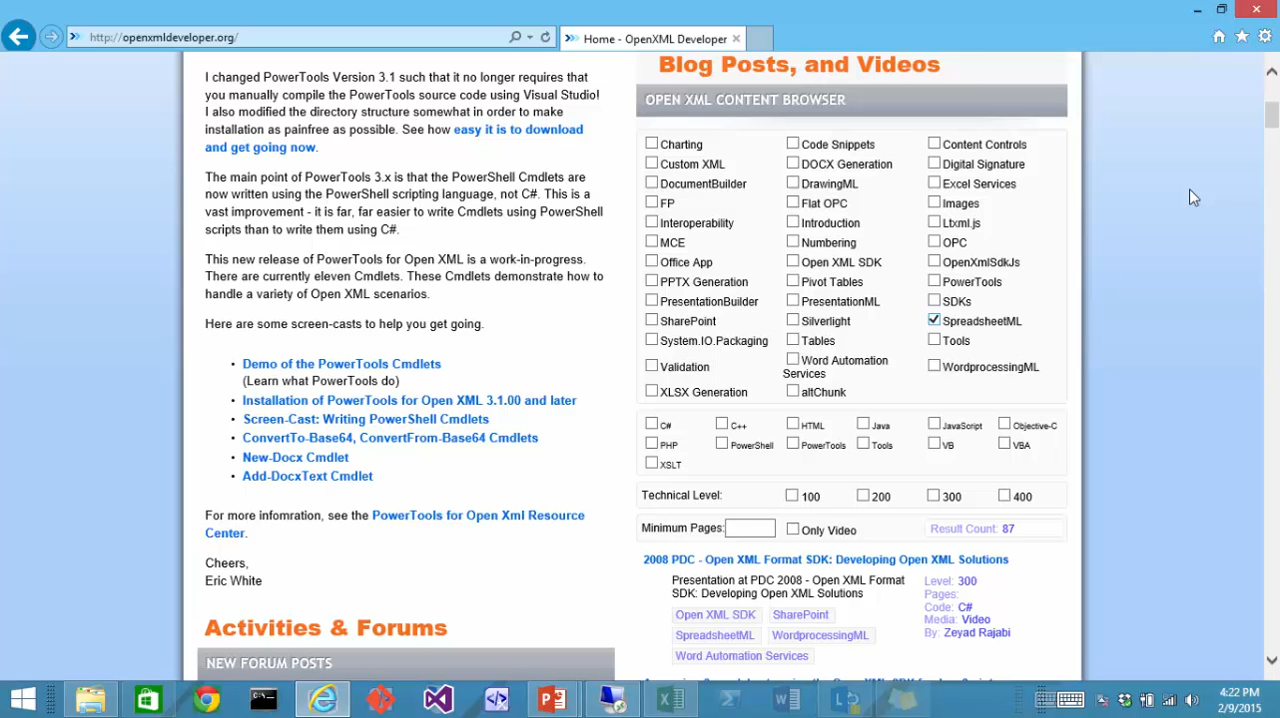 http://openxmldeveloper.org/
Home - OpenXML Developer
I changed PowerTools Version 3.1 such that it no longer requires that
you manually compile the PowerTools source code using Visual Studio!
I also modified the directory structure somewhat in order to make
installation as painfree as possible. See how easy it is to download
and get going now.
The main point of PowerTools 3.x is that the PowerShell Cmdlets are
now written using the PowerShell scripting language, not C#. This is a
vast improvement - it is far, far easier to write Cmdlets using PowerShell
scripts than to write them using C#.
This new release of PowerTools for Open XML is a work-in-progress.
There are currently eleven Cmdlets. These Cmdlets demonstrate how to
handle a variety of Open XML scenarios.
Here are some screen-casts to help you get going.
• Demo of the PowerTools Cmdlets
(Learn what PowerTools do)
• Installation of PowerTools for Open XML 3.1.00 and later
• Screen-Cast: Writing PowerShell Cmdlets
• ConvertTo-Base64, ConvertFrom-Base64 Cmdlets
• New-Docx Cmdlet
• Add-DocxText Cmdlet
For more infomration, see the PowerTools for Open Xml Resource
Center.
Cheers,
Eric White
Activities & Forums
NEW FORUM POSTS
Blog Posts, and Videos
OPEN XML CONTENT BROWSER
Charting Code Snippets Content Controls
Custom XML DOCX Generation Digital Signature
DocumentBuilder DrawingML Excel Services
FP Flat OPC Images
Interoperability Introduction Ltxml.js
MCE Numbering OPC
Office App Open XML SDK OpenXmlSdkJs
PPTX Generation Pivot Tables PowerTools
PresentationBuilder PresentationML SDKs
SharePoint Silverlight SpreadsheetML
System.IO.Packaging Tables Tools
Validation Word Automation Services WordprocessingML
XLSX Generation altChunk
C# C++ HTML Java JavaScript Objective-C
PHP PowerShell PowerTools Tools VB VBA
XSLT
Technical Level: 100 200 300 400
Minimum Pages: Only Video Result Count: 87
2008 PDC - Open XML Format SDK: Developing Open XML Solutions
Presentation at PDC 2008 - Open XML Format
SDK: Developing Open XML Solutions
Open XML SDK SharePoint
SpreadsheetML WordprocessingML
Word Automation Services
Level: 300
Pages:
Code: C#
Media: Video
By: Zeyad Rajabi
4:22 PM
2/9/2015